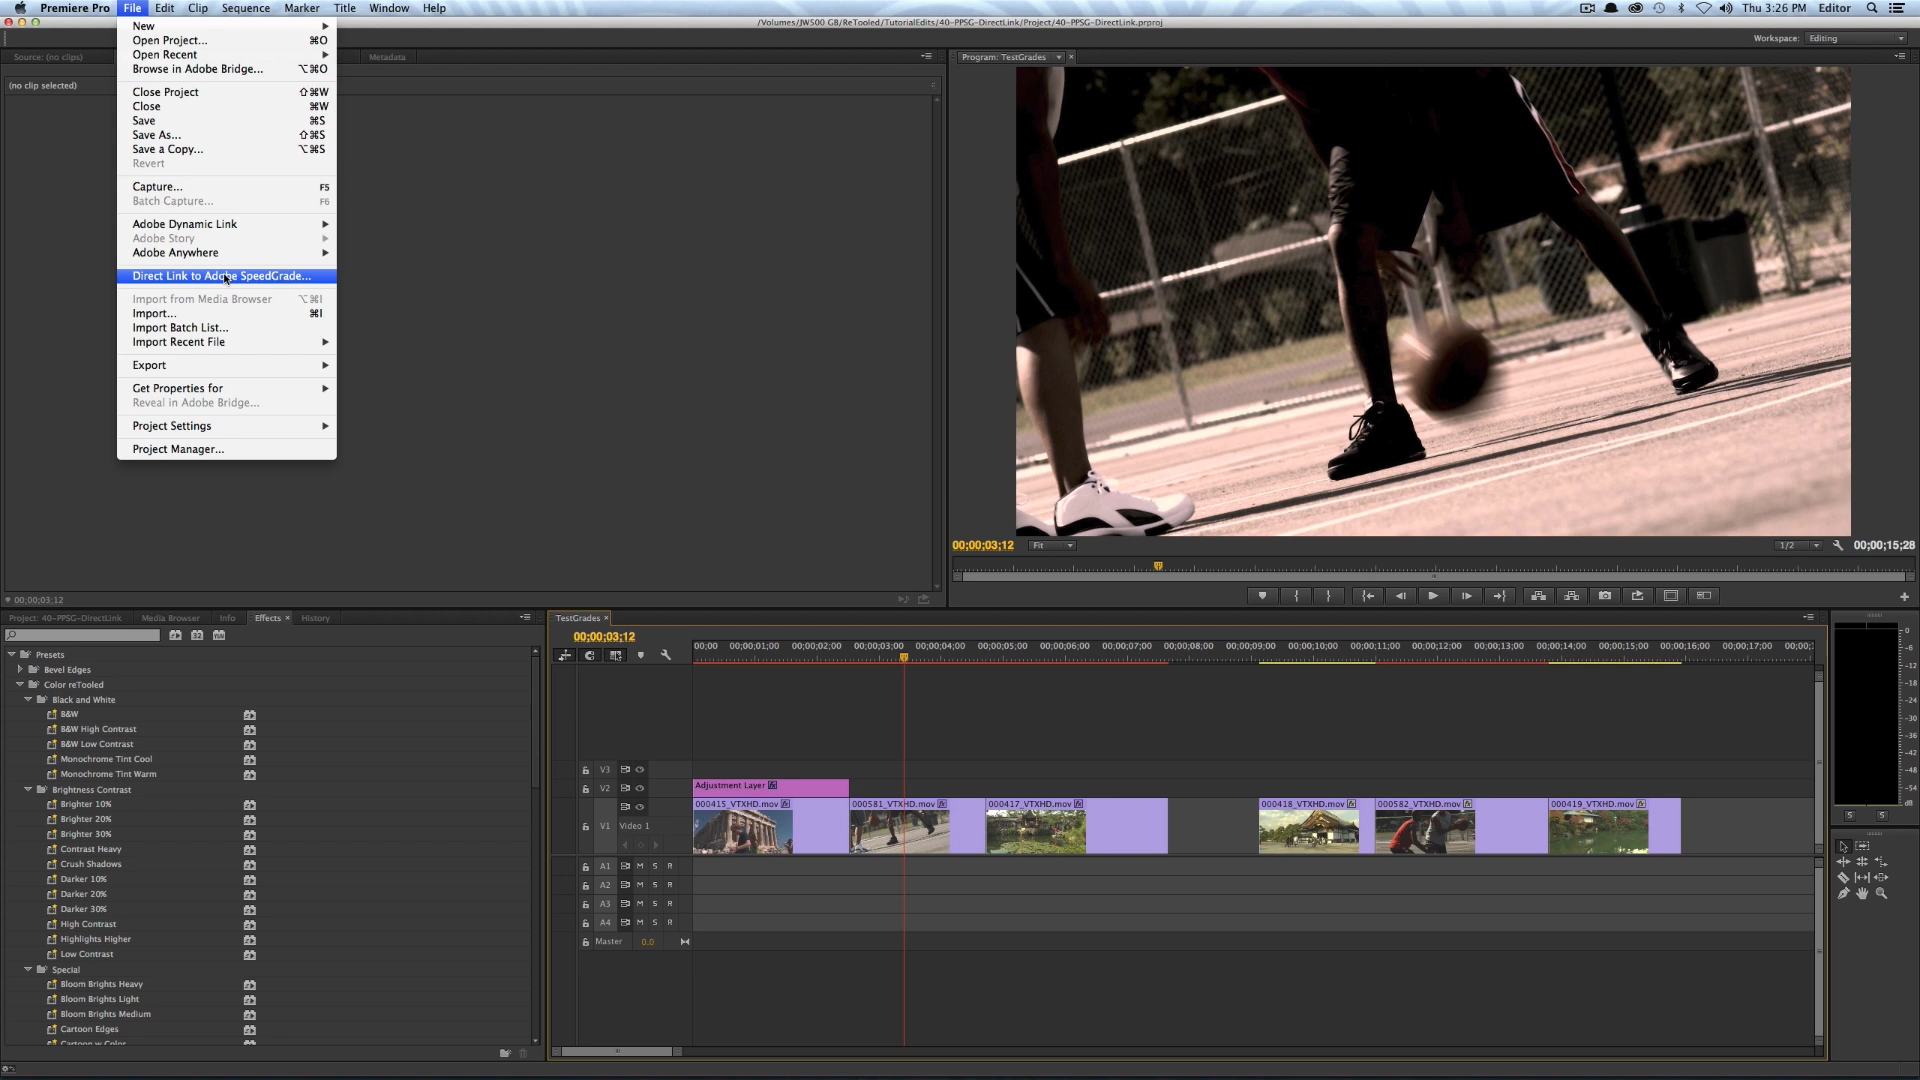 Premiere Pro File Edit Clip Sequence Marker Title Window Help
Thu 3:26 PM Editor
/Volumes/JWS00 GB/ReTooled/TutorialEdits/40-PPSG-DirectLink/Project/40-PPSG-DirectLink.prproj
Workspace: Editing
New
Open Project... ⌘O
Open Recent
Browse in Adobe Bridge... ⌥⌘O
Close Project ⇧⌘W
Close ⌘W
Save ⌘S
Save As... ⇧⌘S
Save a Copy... ⌥⌘S
Revert
Capture... F5
Batch Capture... F6
Adobe Dynamic Link
Adobe Story
Adobe Anywhere
Direct Link to Adobe SpeedGrade...
Import from Media Browser ⌥⌘I
Import... ⌘I
Import Batch List...
Import Recent File
Export
Get Properties for
Reveal in Adobe Bridge...
Project Settings
Project Manager...
Source: (no clips)
Metadata
(no clip selected)
00;00;03;12
Program: TestGrades
00;00;03;12 Fit 1/2 00;00;15;28
Project: 40-PPSG-DirectLink Media Browser Info Effects History
Presets
Bevel Edges
Color reTooled
Black and White
B&W
B&W High Contrast
B&W Low Contrast
Monochrome Tint Cool
Monochrome Tint Warm
Brightness Contrast
Brighter 10%
Brighter 20%
Brighter 30%
Contrast Heavy
Crush Shadows
Darker 10%
Darker 20%
Darker 30%
High Contrast
Highlights Higher
Low Contrast
Special
Bloom Brights Heavy
Bloom Brights Light
Bloom Brights Medium
Cartoon Edges
Cartoon w Color
TestGrades
00;00;03;12
00;00 00;00;01;00 00;00;02;00 00;00;03;00 00;00;04;00 00;00;05;00 00;00;06;00 00;00;07;00 00;00;08;00 00;00;09;00 00;00;10;00 00;00;11;00 00;00;12;00 00;00;13;00 00;00;14;00 00;00;15;00 00;00;16;00 00;00;17;00 00;00;
V3
V2
Adjustment Layer
000415_VTXHD.mov 000581_VTXHD.mov 000417_VTXHD.mov 000418_VTXHD.mov 000582_VTXHD.mov 000419_VTXHD.mov
V1 Video 1
A1 M S R
A2 M S R
A3 M S R
A4 M S R
Master 0.0
0
-6
-12
-18
-24
-30
-36
-42
-48
-54
dB
S S